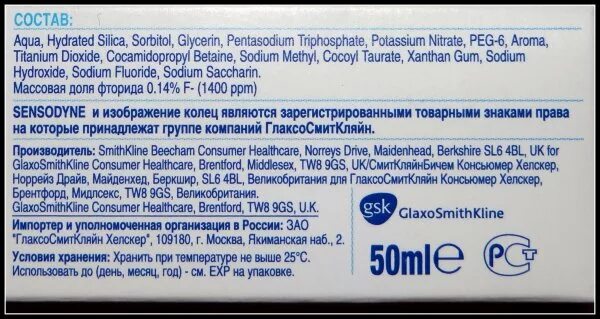 СОСТАВ:
Aqua, Hydrated Silica, Sorbitol, Glycerin, Pentasodium Triphosphate, Potassium Nitrate, PEG-6, Aroma,
Titanium Dioxide, Cocamidopropyl Betaine, Sodium Methyl, Cocoyl Taurate, Xanthan Gum, Sodium
Hydroxide, Sodium Fluoride, Sodium Saccharin.
Массовая доля фторида 0.14% F- (1400 ppm)
SENSODYNE и изображение колец являются зарегистрированными товарными знаками права
на которые принадлежат группе компаний ГлаксоСмитКляйн.
Производитель: SmithKline Beecham Consumer Healthcare, Norreys Drive, Maidenhead, Berkshire SL6 4BL, UK for
GlaxoSmithKline Consumer Healthcare, Brentford, Middlesex, TW8 9GS, UK/СмитКляйнБичем Консьюмер Хелскер,
Норрейз Драйв, Майденхед, Беркшир, SL6 4BL, Великобритания для ГлаксоСмитКляйн Консьюмер Хелскер,
Брентфорд, Мидлсекс, TW8 9GS, Великобритания.
GlaxoSmithKline Consumer Healthcare, Brentford, TW8 9GS, U.K.
Импортер и уполномоченная организация в России: ЗАО
"ГлаксоСмитКляйн Хелскер", 109180, г. Москва, Якиманская наб., 2.
Условия хранения: Хранить при температуре не выше 25°C.
Использовать до (день, месяц, год) - см. EXP на упаковке.
gsk GlaxoSmithKline
50ml℮ РСТ